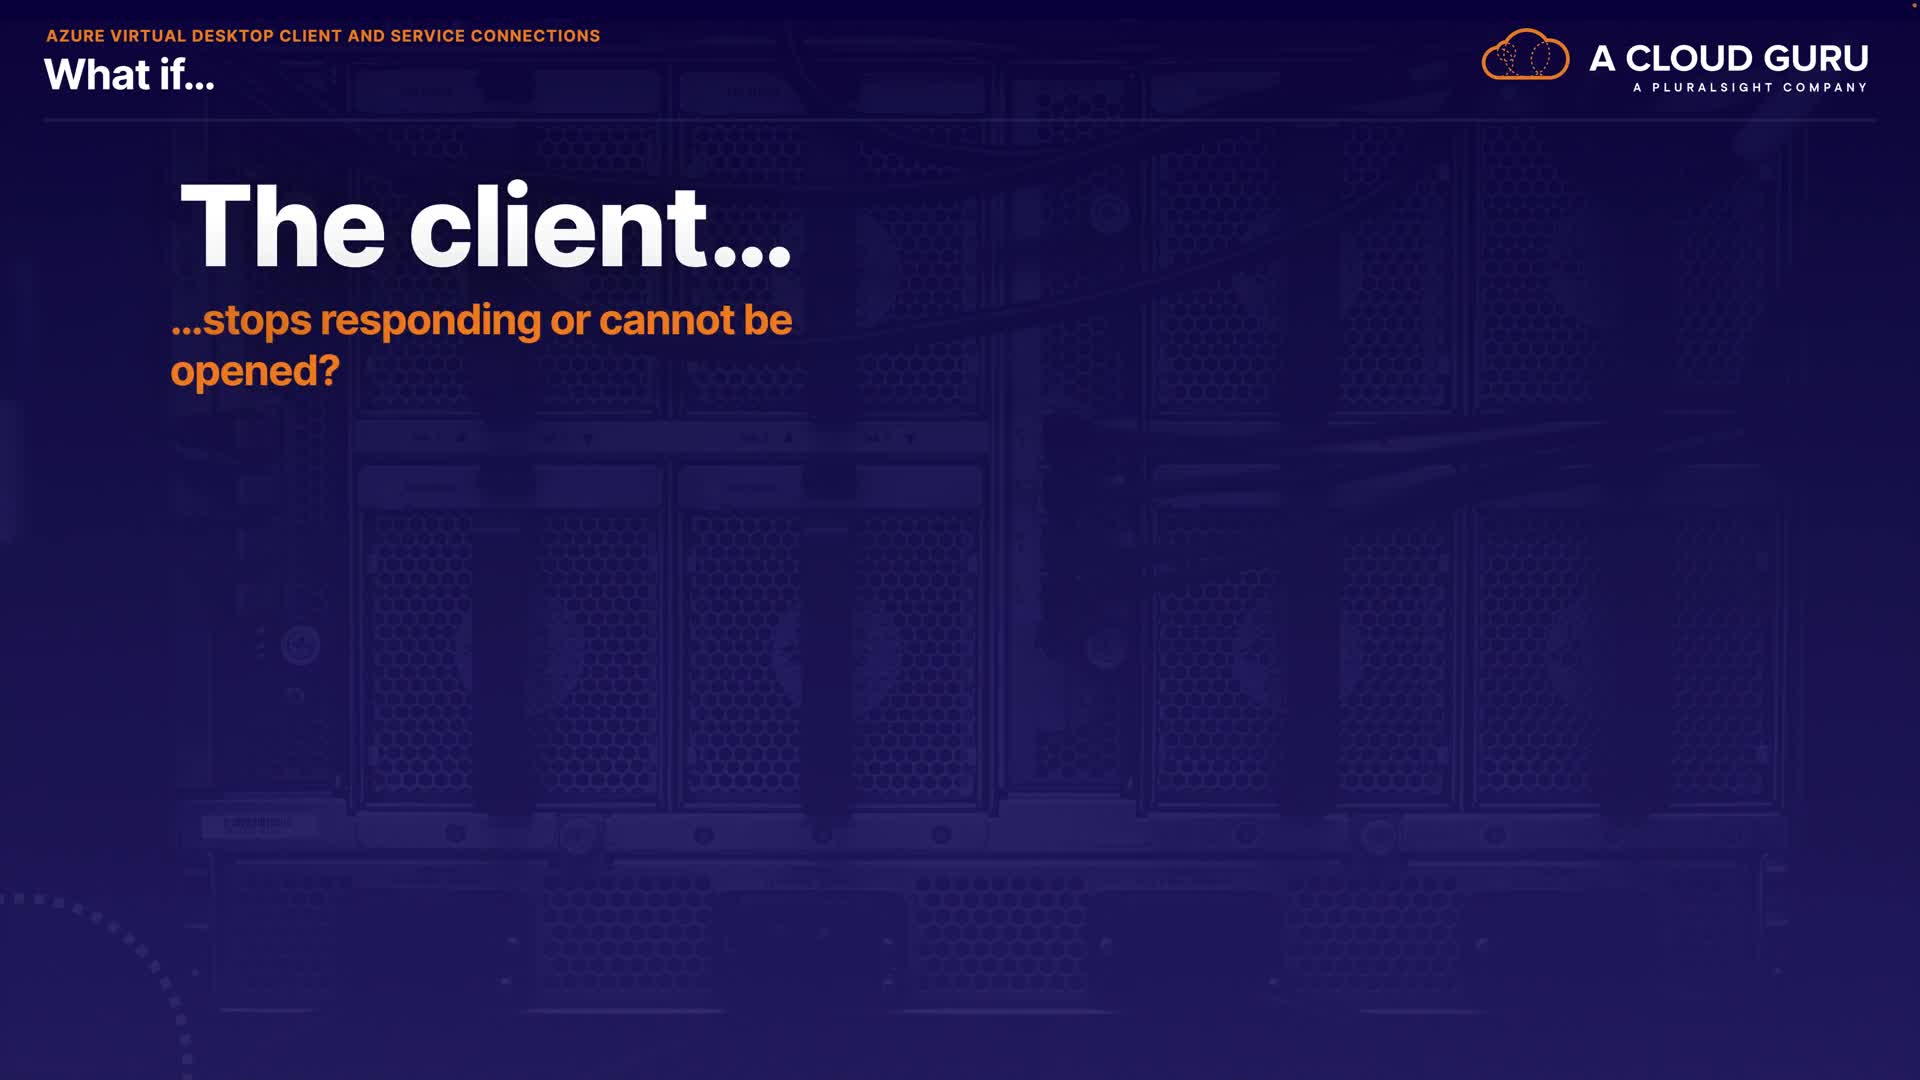 AZURE VIRTUAL DESKTOP CLIENT AND SERVICE CONNECTIONS
What if...
A CLOUD GURU
A PLURALSIGHT COMPANY
The client...
...stops responding or cannot be
opened?